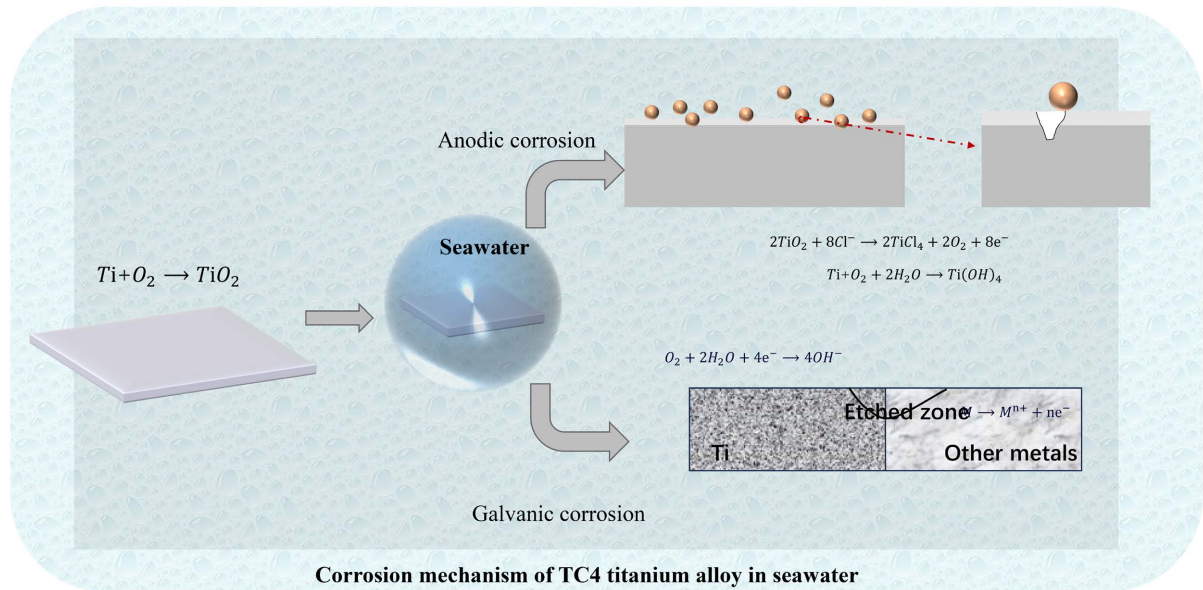 Anodic corrosion
Seawater
2TiO₂ + 8Cl⁻ → 2TiCl₄ + 2O₂ + 8e⁻
Ti+O₂ → TiO₂
Ti+O₂ + 2H₂O → Ti(OH)₄
O₂ + 2H₂O + 4e⁻ → 4OH⁻
Etched zone
M → Mⁿ⁺ + ne⁻
Ti
Other metals
Galvanic corrosion
Corrosion mechanism of TC4 titanium alloy in seawater